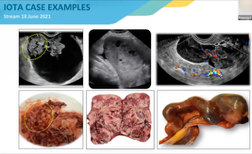 IOTA CASE EXAMPLES
Stream 18 June 2021